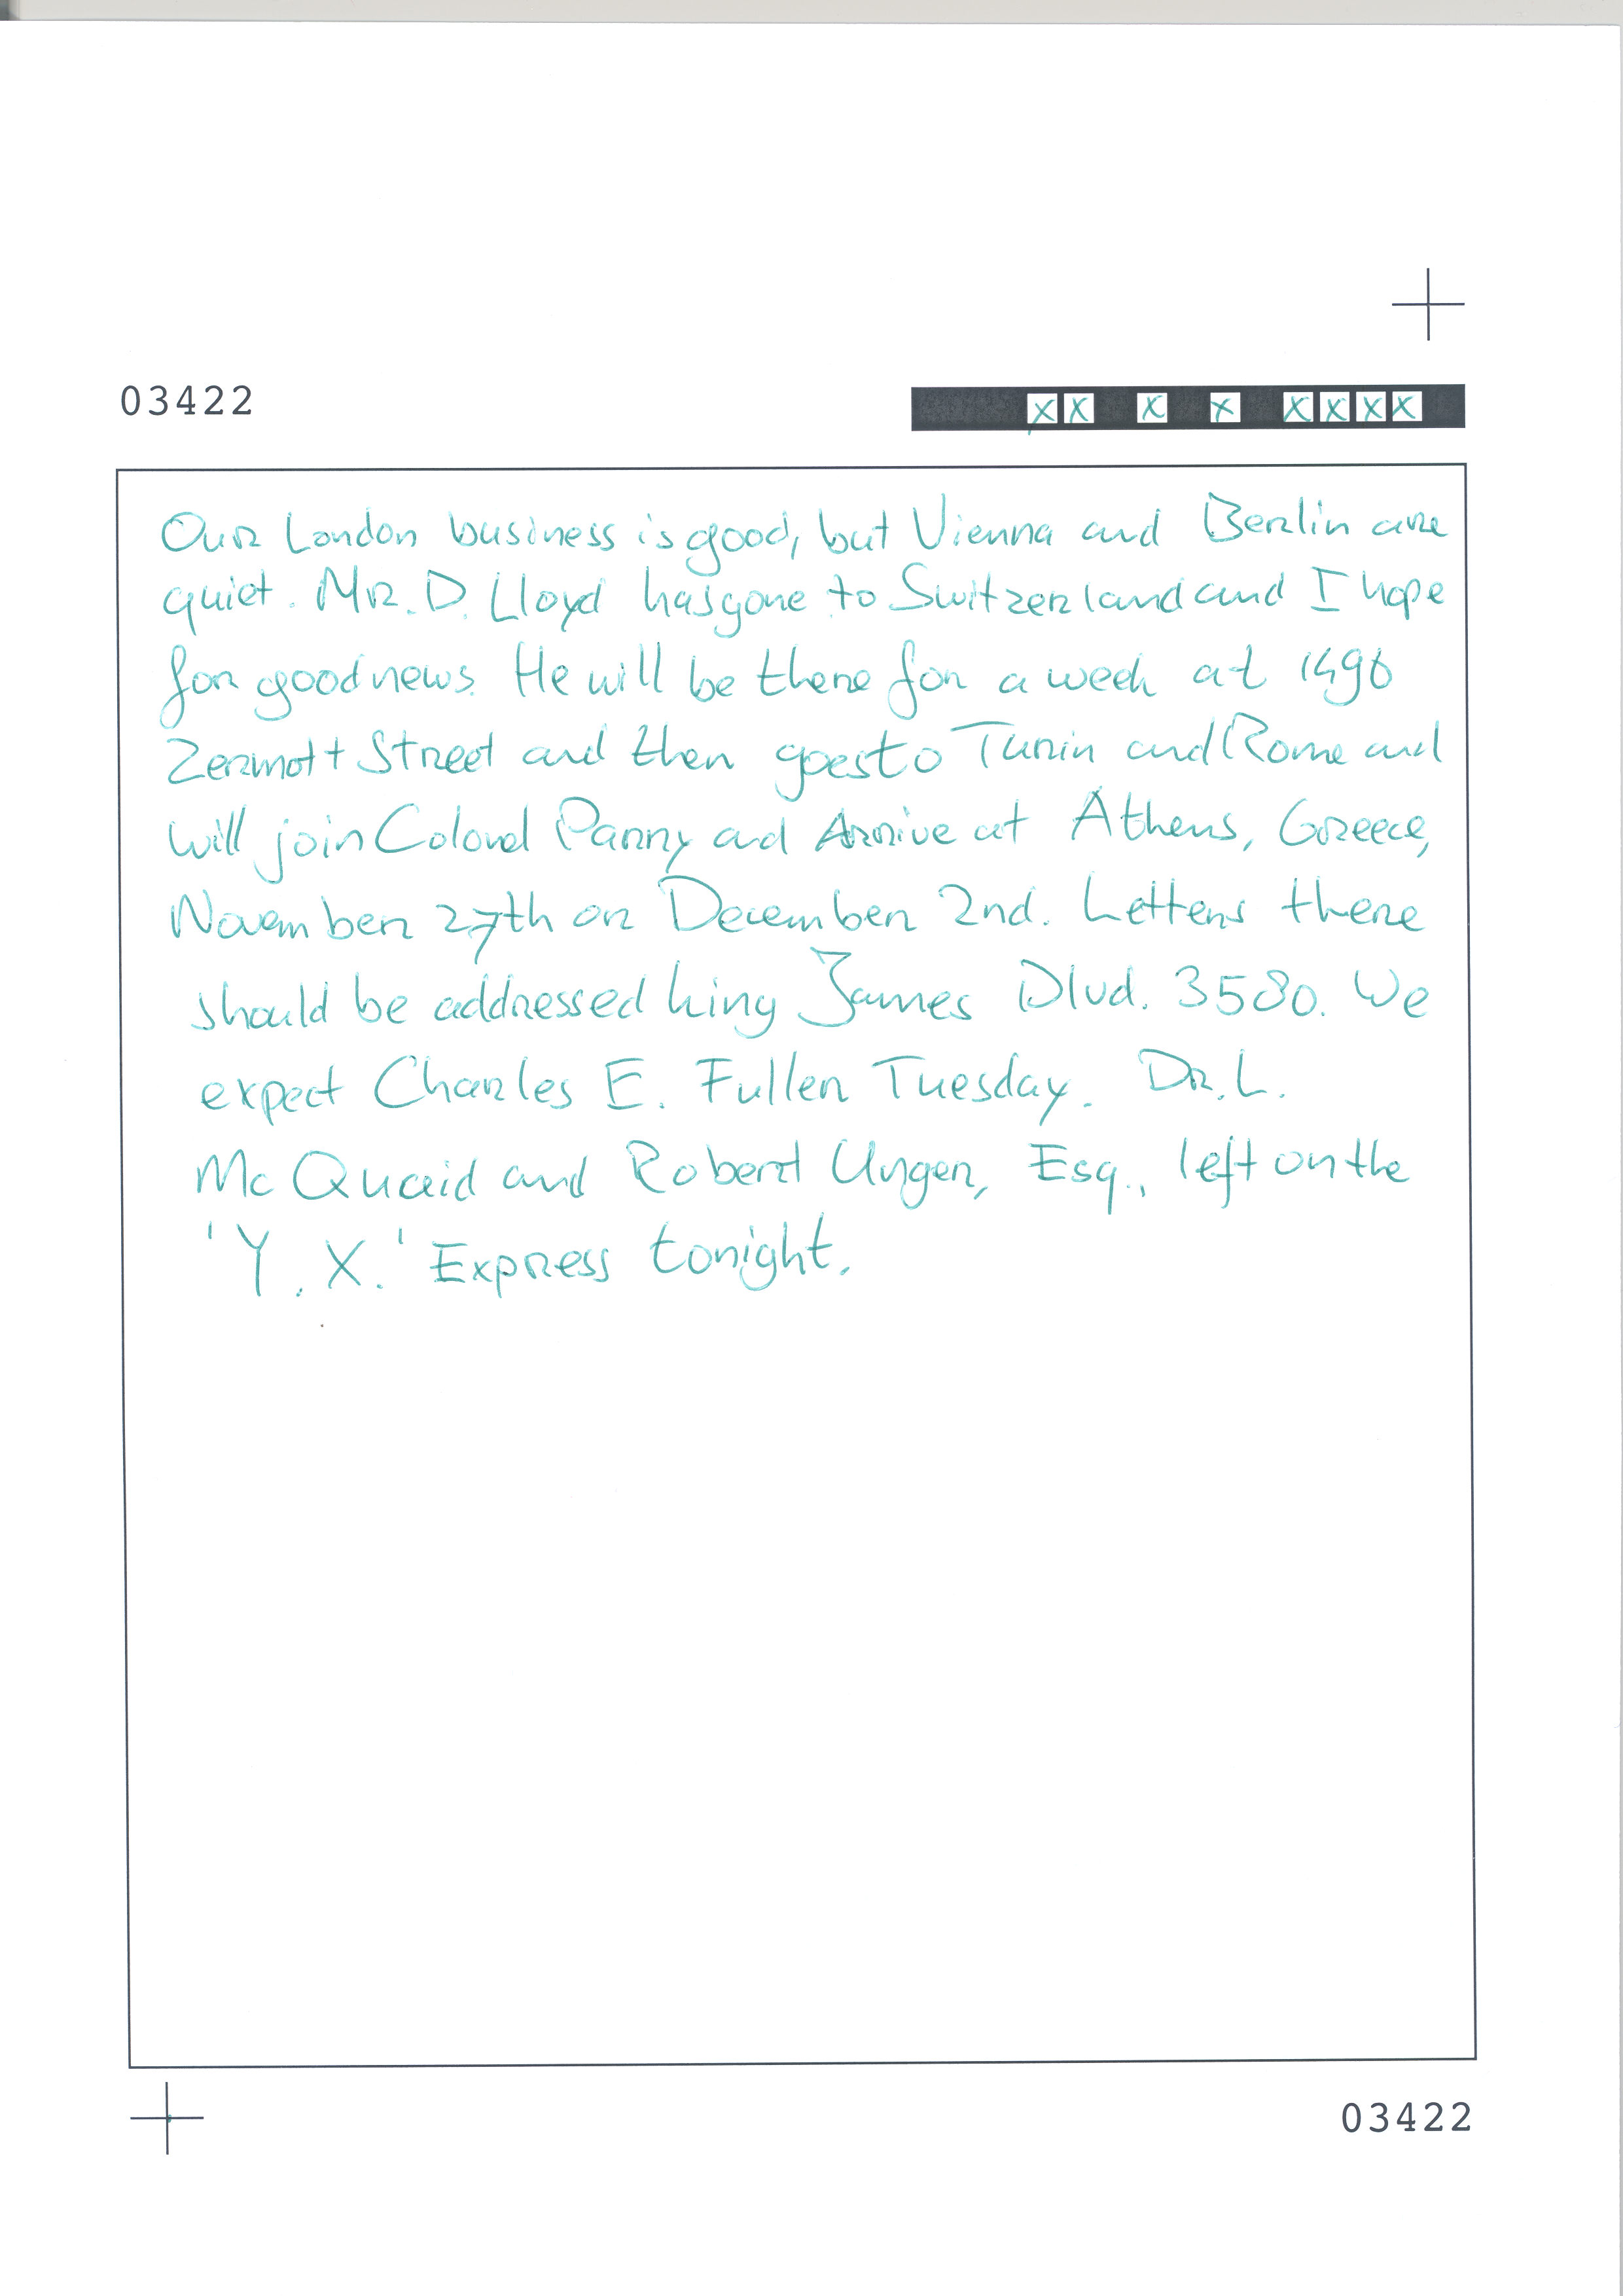 03422
X X X X X X X X
Our London business is good, but Vienna and Berlin are
quiet. Mr. D. Lloyd has gone to Switzerland and I hope
for good news. He will be there for a week at 1496
Zermott Street and then goes to Turin and Rome and
will join Colonel Parry and Arrive at Athens, Greece,
November 27th or December 2nd. Letters there
should be addressed King James Blvd. 3580. We
expect Charles E. Fuller Tuesday. Dr. L.
McQuaid and Robert Unger, Esq., left on the
'Y. X.' Express tonight.
03422